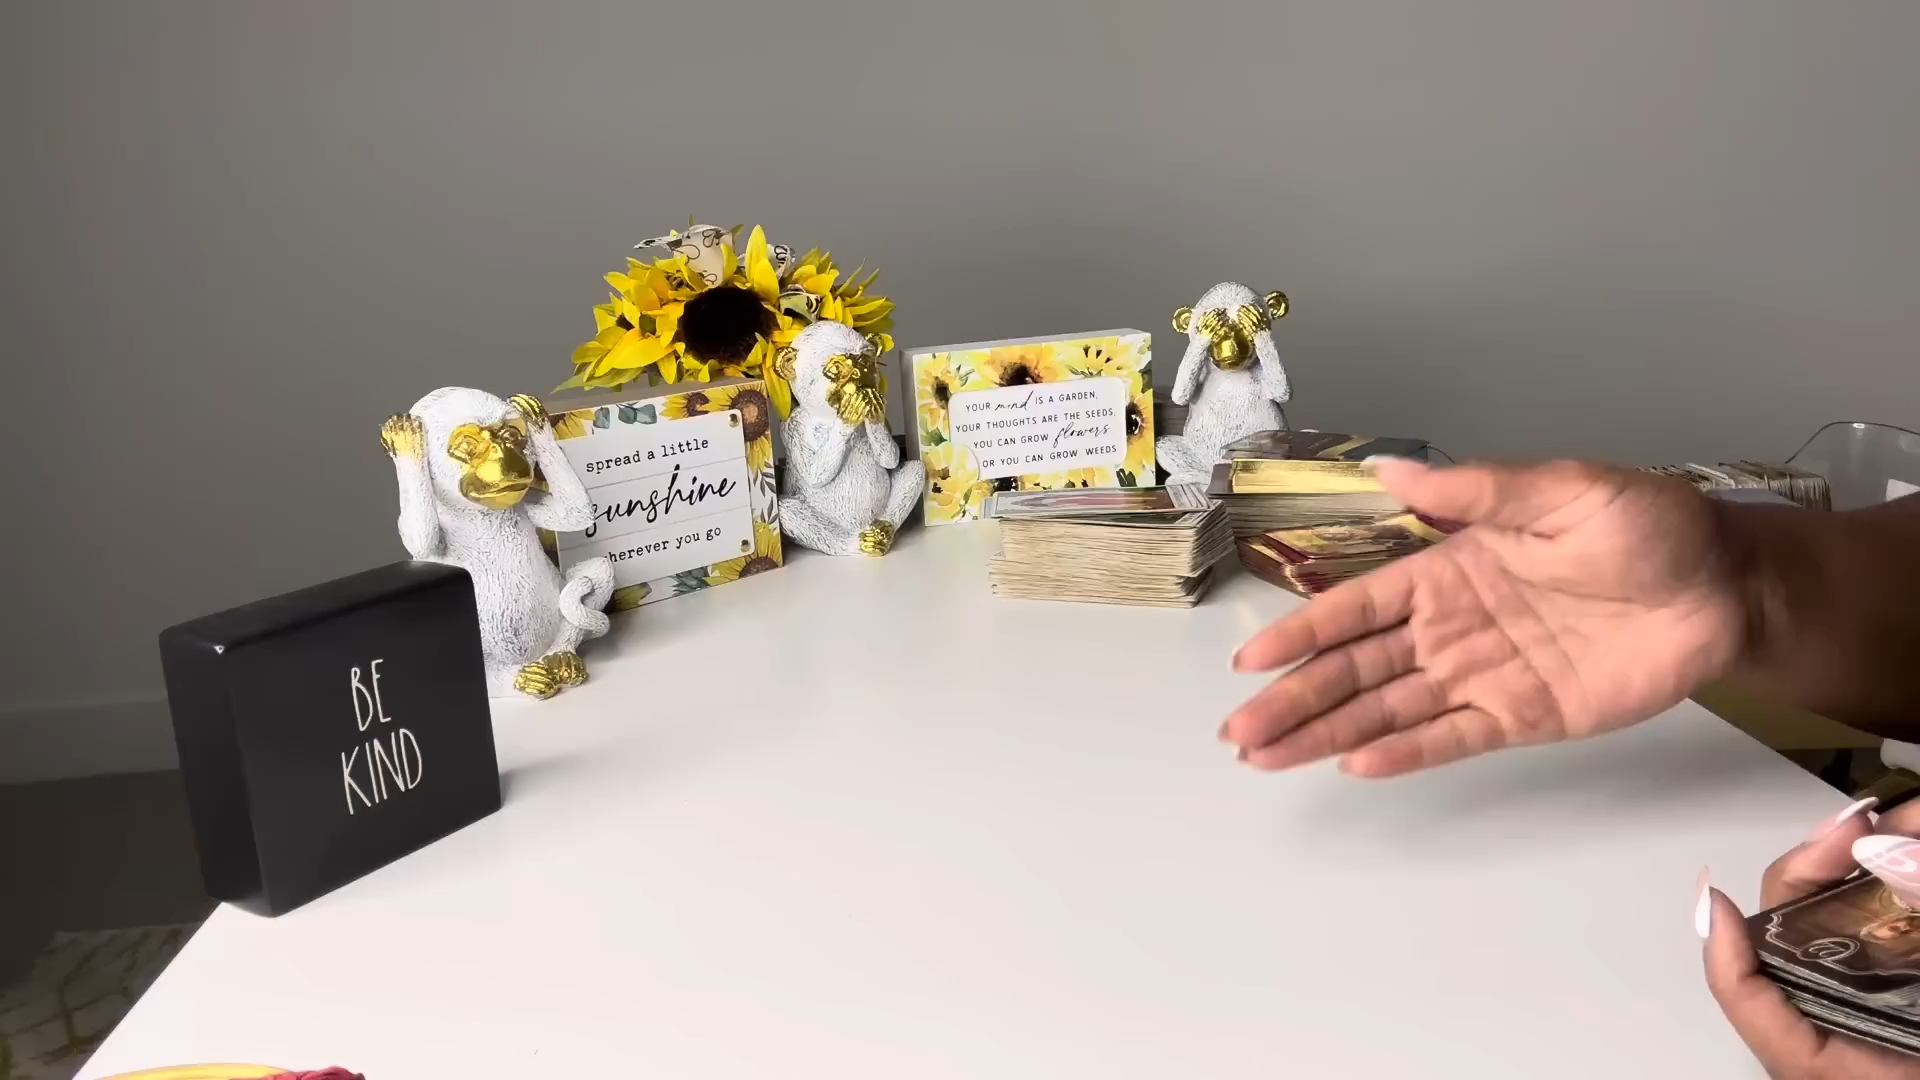 spread a little
sunshine
wherever you go
YOUR mind IS A GARDEN,
YOUR THOUGHTS ARE THE SEEDS,
YOU CAN GROW flowers
OR YOU CAN GROW WEEDS
BE
KIND
22